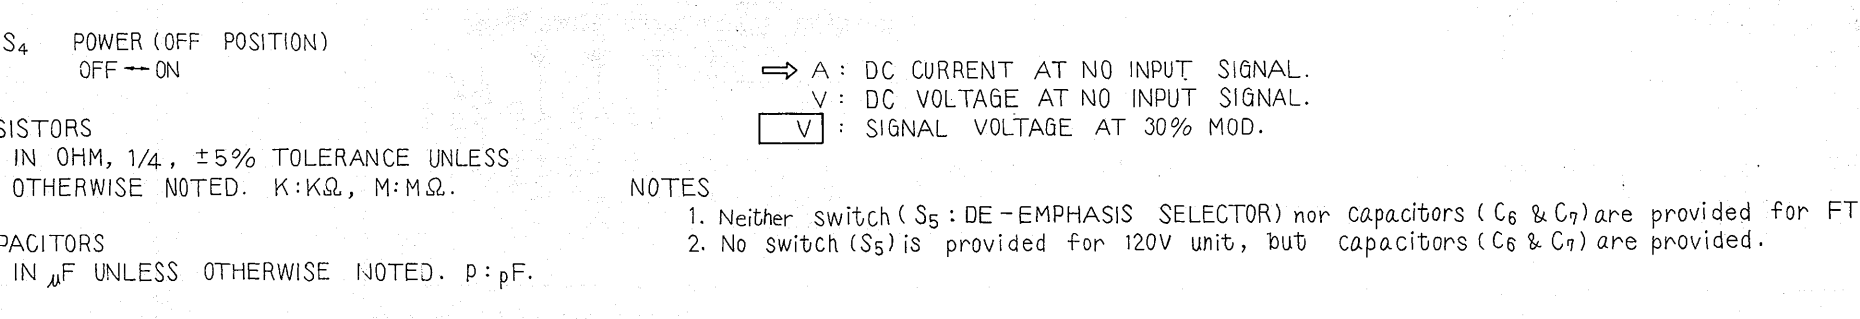 S4 POWER (OFF POSITION)
OFF ↔ ON
SISTORS
IN OHM, 1/4, ±5% TOLERANCE UNLESS
OTHERWISE NOTED. K:KΩ, M:MΩ.
PACITORS
IN μF UNLESS OTHERWISE NOTED. P:pF.
⇒ A : DC CURRENT AT NO INPUT SIGNAL.
V : DC VOLTAGE AT NO INPUT SIGNAL.
V : SIGNAL VOLTAGE AT 30% MOD.
NOTES
1. Neither switch (S5 : DE-EMPHASIS SELECTOR) nor capacitors (C6 & C7) are provided for FT
2. No switch (S5) is provided for 120V unit, but capacitors (C6 & C7) are provided.